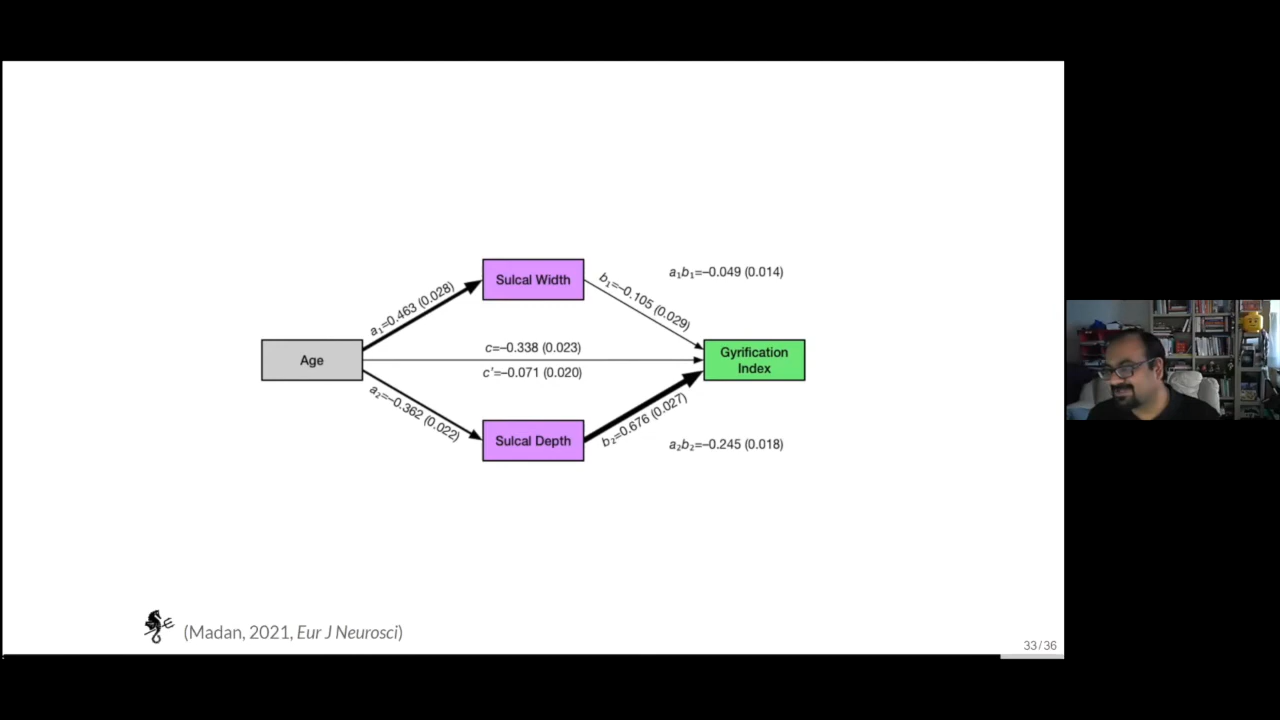 Sulcal Width
a₁=0.463 (0.028)
b₁=–0.105 (0.029)
a₁b₁=–0.049 (0.014)
Age
c=–0.338 (0.023)
c'=–0.071 (0.020)
Gyrification
Index
a₂=–0.362 (0.022)
Sulcal Depth
b₂=0.676 (0.027)
a₂b₂=–0.245 (0.018)
(Madan, 2021, Eur J Neurosci)
33 / 36